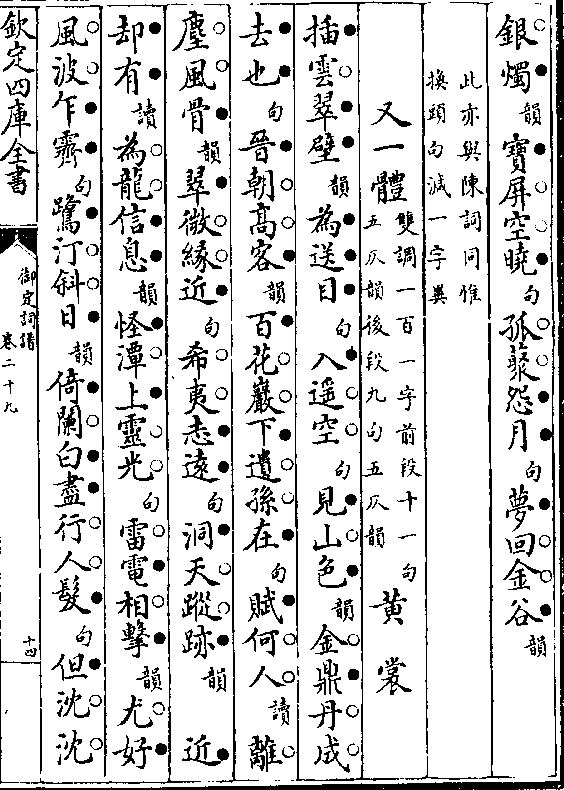 銀燭韻寶屏空曉句孤藂怨月句夢回金谷韻
此亦與陳詞同惟
換頭句減一字異
又一體雙調一百一字前段十一句
五仄韻後段九句五仄韻黄裳
插雲翠壁韻為送目句入遥空句見山色韻金鼎丹成
去也句晉朝髙客韻百花巖下遺孫在句賦何人讀離
塵風骨韻翠微縁近句希夷志逺句洞天蹤跡韻 近
却有讀為龍信息韻怪潭上靈光句雷電相擊韻尤好
風波乍霽句鷺汀斜日韻倚闌白盡行人髮句但沈沈
欽定四庫全書
御定詞譜
卷二十九
十四